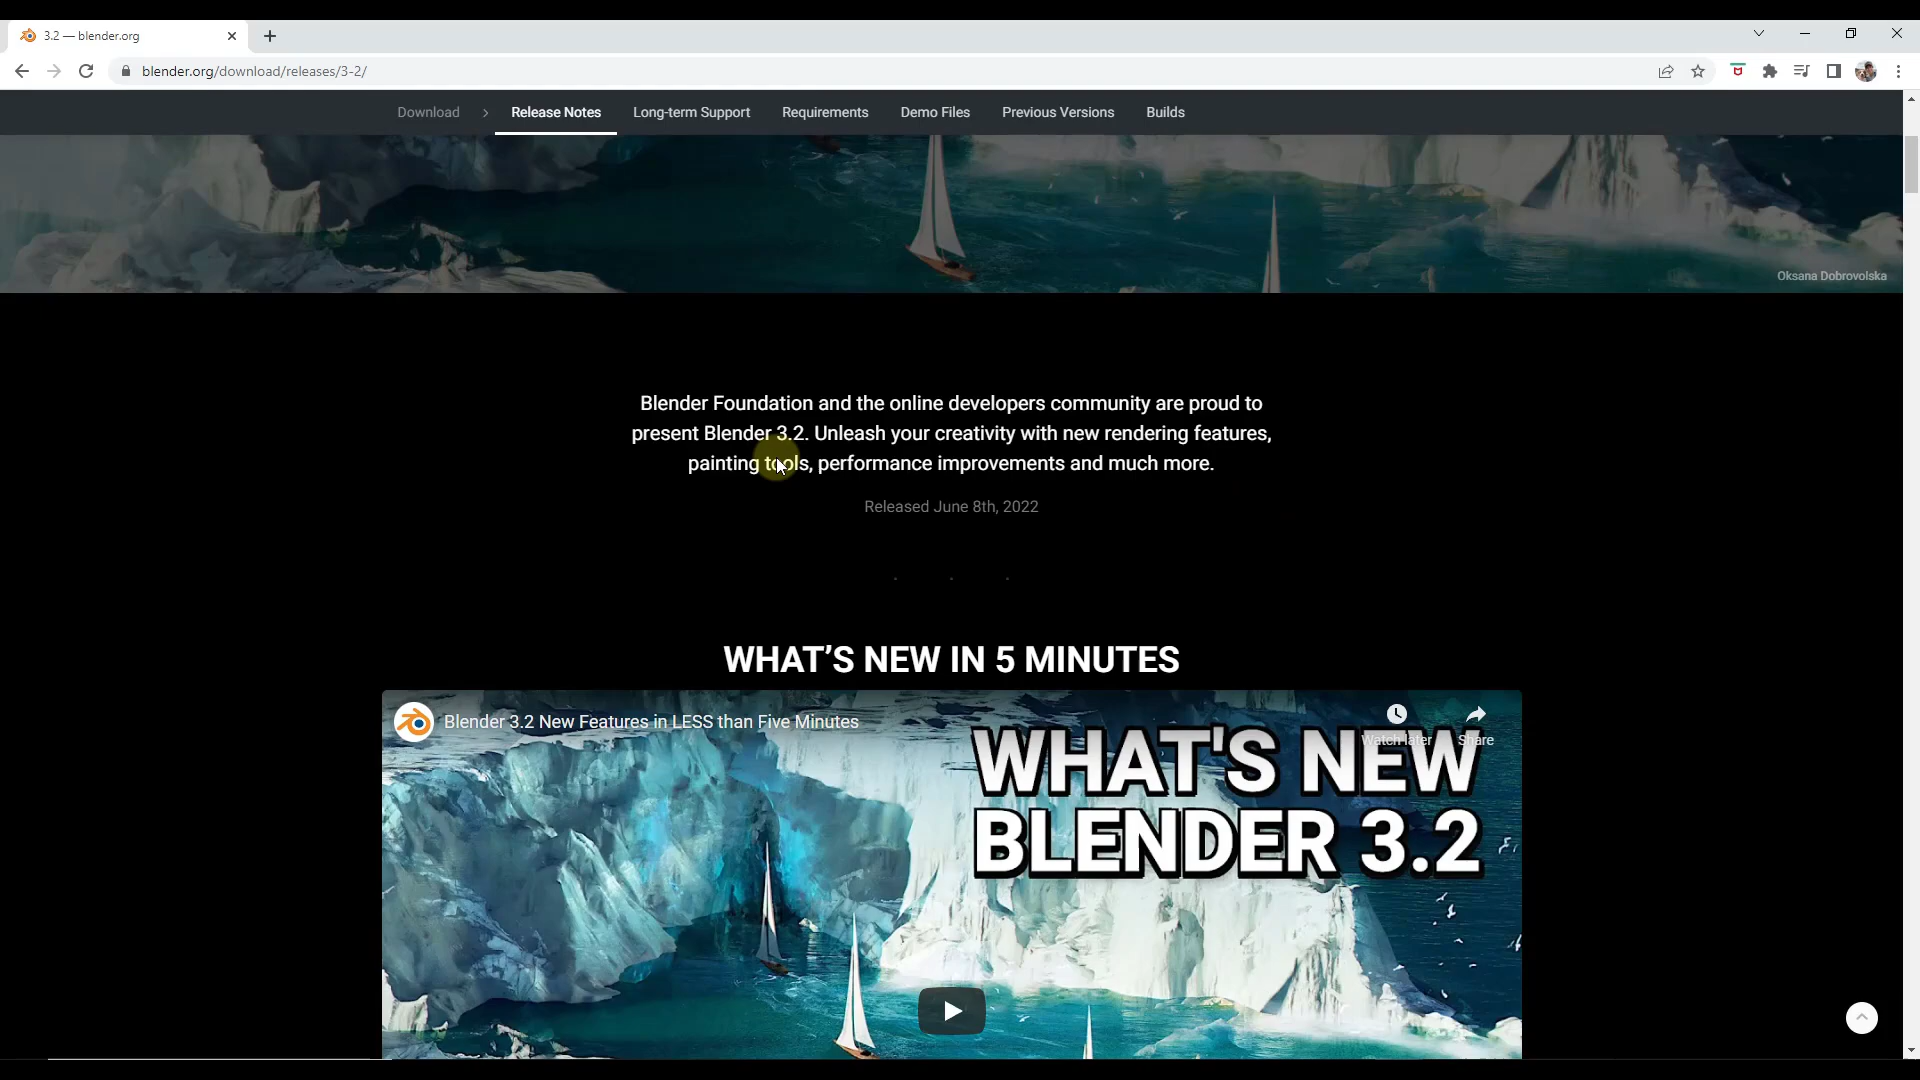 3.2 — blender.org
blender.org/download/releases/3-2/
Download > Release Notes Long-term Support Requirements Demo Files Previous Versions Builds
Oksana Dobrovolska
Blender Foundation and the online developers community are proud to
present Blender 3.2. Unleash your creativity with new rendering features,
painting tools, performance improvements and much more.
Released June 8th, 2022
WHAT'S NEW IN 5 MINUTES
Blender 3.2 New Features in LESS than Five Minutes
Watch later Share
WHAT'S NEW
BLENDER 3.2